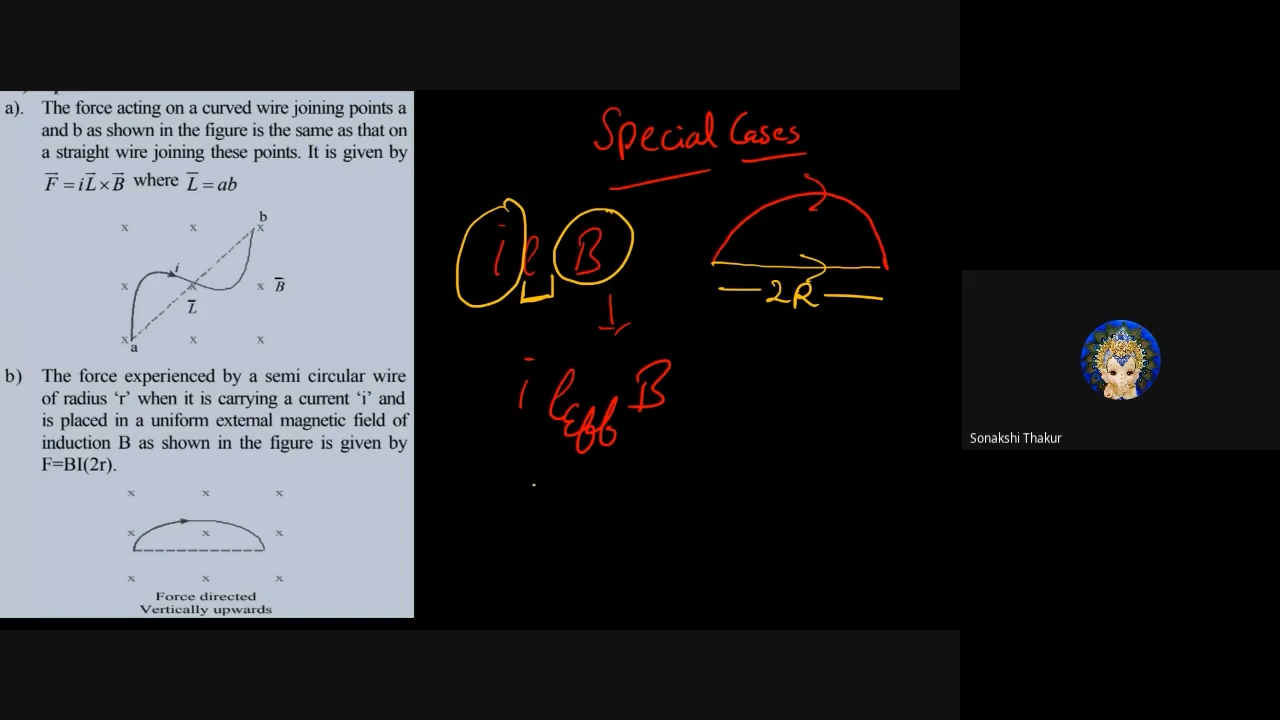 a). The force acting on a curved wire joining points a
and b as shown in the figure is the same as that on
a straight wire joining these points. It is given by
F̅ = iL̅ × B̅ where L̅ = ab
b
x x x
i
x x x B̅
L̅
x x x
a
b) The force experienced by a semi circular wire
of radius ‘r’ when it is carrying a current ‘i’ and
is placed in a uniform external magnetic field of
induction B as shown in the figure is given by
F=BI(2r).
x x x
x x x
x x x
Force directed
Vertically upwards
Special Cases
i l B
2R
i lEff B
Sonakshi Thakur